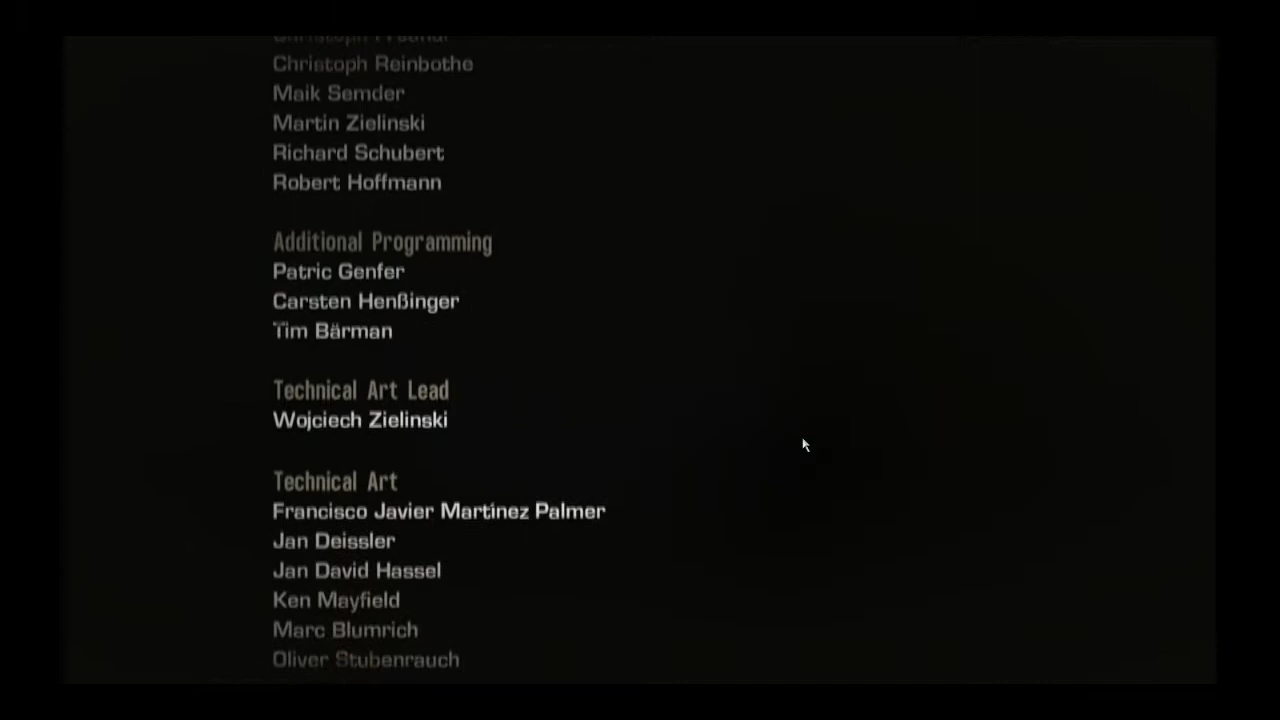 Christoph Reinbothe
Maik Semder
Martin Zielinski
Richard Schubert
Robert Hoffmann
Additional Programming
Patric Genfer
Carsten Henßinger
Tim Bärman
Technical Art Lead
Wojciech Zielinski
Technical Art
Francisco Javier Martínez Palmer
Jan Deissler
Jan David Hassel
Ken Mayfield
Marc Blumrich
Oliver Stubenrauch